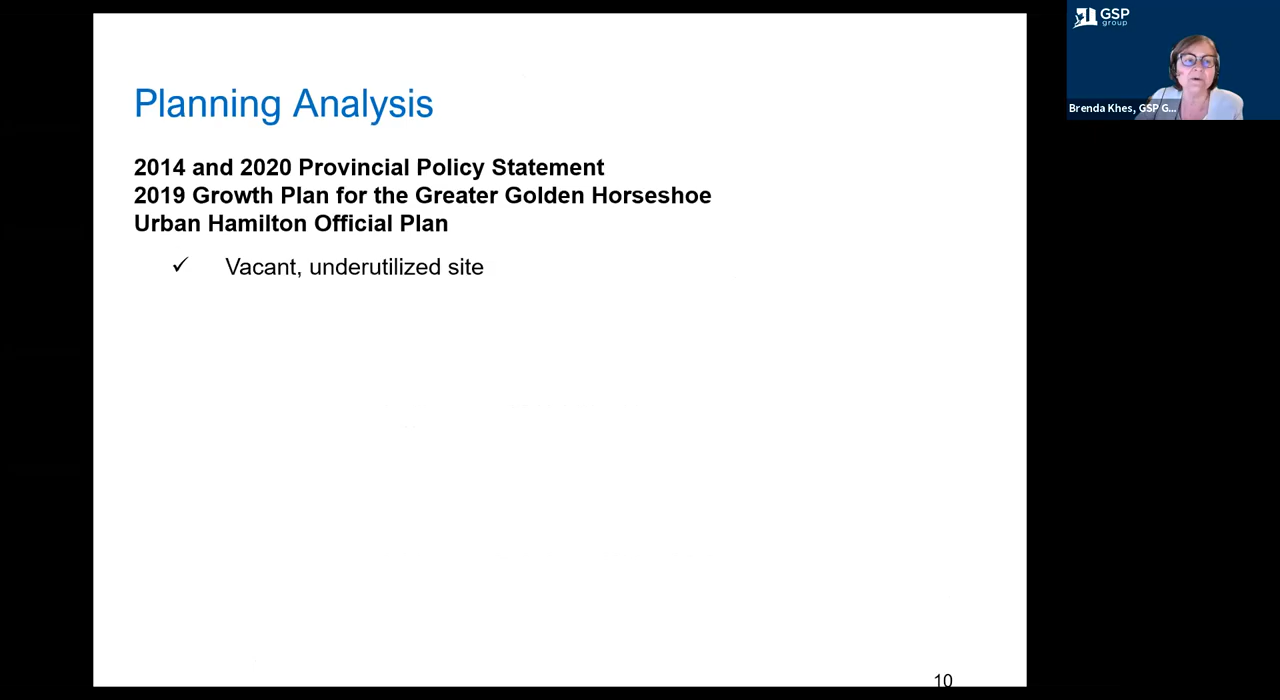 Planning Analysis
2014 and 2020 Provincial Policy Statement
2019 Growth Plan for the Greater Golden Horseshoe
Urban Hamilton Official Plan
✓ Vacant, underutilized site
10
GSP
group
Brenda Khes, GSP G...